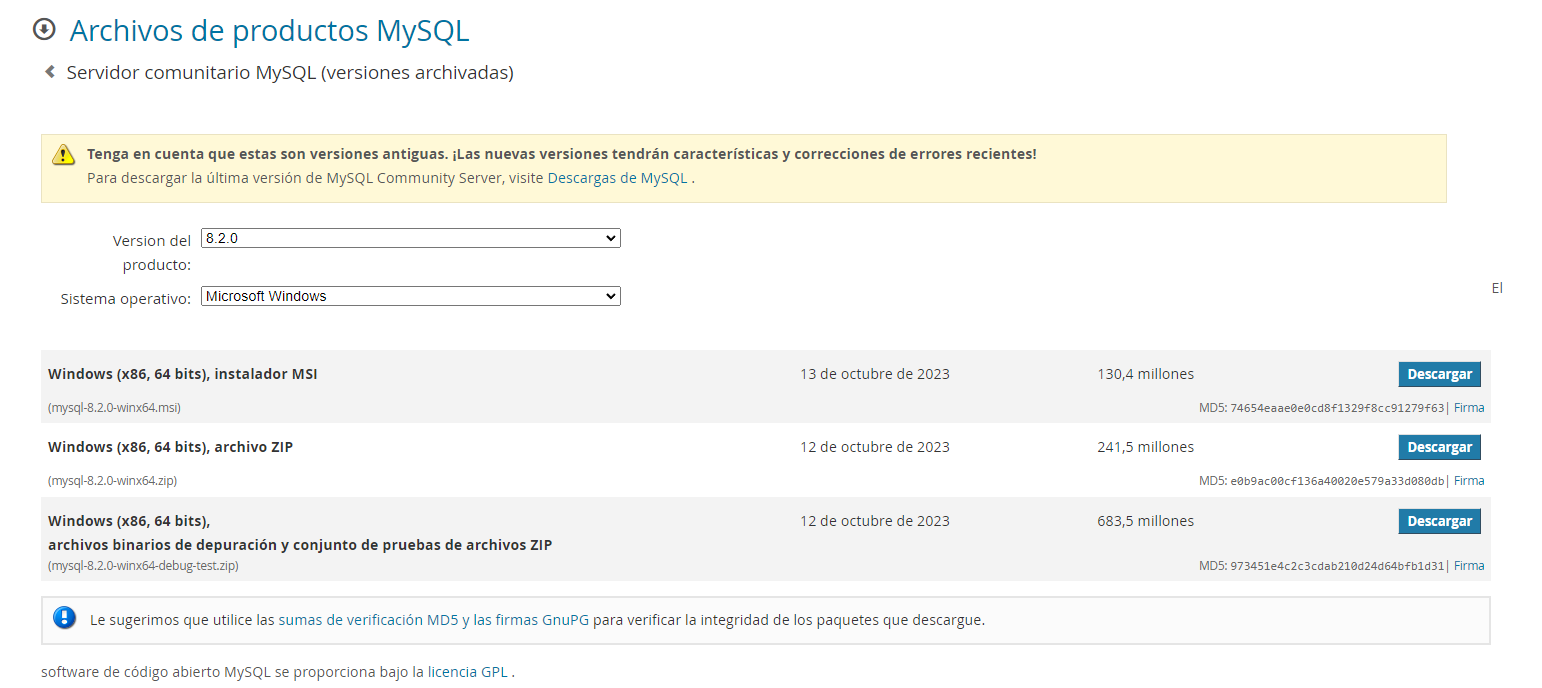 Archivos de productos MySQL
Servidor comunitario MySQL (versiones archivadas)
Tenga en cuenta que estas son versiones antiguas. ¡Las nuevas versiones tendrán características y correcciones de errores recientes!
Para descargar la última versión de MySQL Community Server, visite Descargas de MySQL .
Version del
producto:
8.2.0
Sistema operativo:
Microsoft Windows
El
Windows (x86, 64 bits), instalador MSI 13 de octubre de 2023 130,4 millones Descargar
(mysql-8.2.0-winx64.msi) MD5: 74654eaae0e0cd8f1329f8cc91279f63| Firma
Windows (x86, 64 bits), archivo ZIP 12 de octubre de 2023 241,5 millones Descargar
(mysql-8.2.0-winx64.zip) MD5: e0b9ac00cf136a40020e579a33d080db| Firma
Windows (x86, 64 bits), 12 de octubre de 2023 683,5 millones Descargar
archivos binarios de depuración y conjunto de pruebas de archivos ZIP
(mysql-8.2.0-winx64-debug-test.zip) MD5: 973451e4c2c3cdab210d24d64bfb1d31| Firma
Le sugerimos que utilice las sumas de verificación MD5 y las firmas GnuPG para verificar la integridad de los paquetes que descargue.
software de código abierto MySQL se proporciona bajo la licencia GPL .